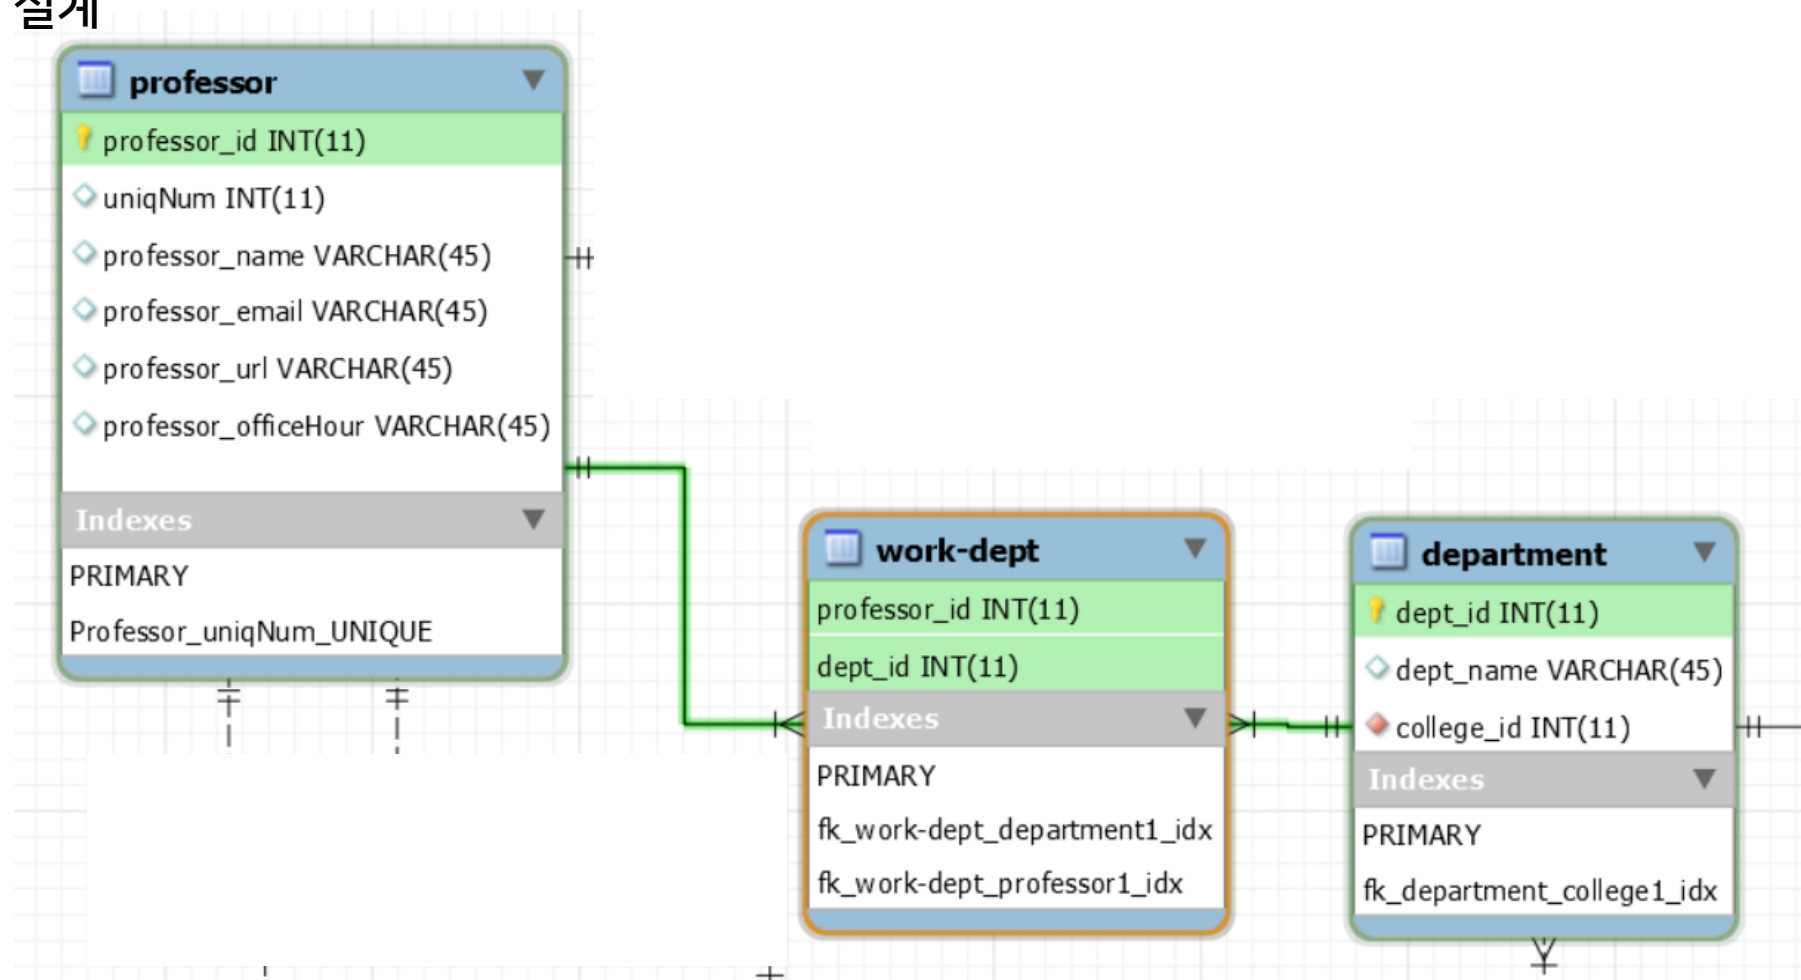 설계
professor
professor_id INT(11)
uniqNum INT(11)
professor_name VARCHAR(45)
professor_email VARCHAR(45)
professor_url VARCHAR(45)
professor_officeHour VARCHAR(45)
Indexes
PRIMARY
Professor_uniqNum_UNIQUE
work-dept
professor_id INT(11)
dept_id INT(11)
Indexes
PRIMARY
fk_work-dept_department1_idx
fk_work-dept_professor1_idx
department
dept_id INT(11)
dept_name VARCHAR(45)
college_id INT(11)
Indexes
PRIMARY
fk_department_college1_idx